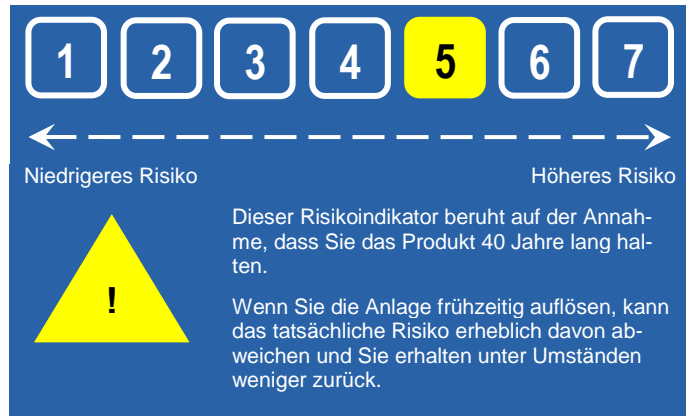 1 2 3 4 5 6 7
Niedrigeres Risiko Höheres Risiko
Dieser Risikoindikator beruht auf der Annah-
me, dass Sie das Produkt 40 Jahre lang hal-
ten.
!
Wenn Sie die Anlage frühzeitig auflösen, kann
das tatsächliche Risiko erheblich davon ab-
weichen und Sie erhalten unter Umständen
weniger zurück.